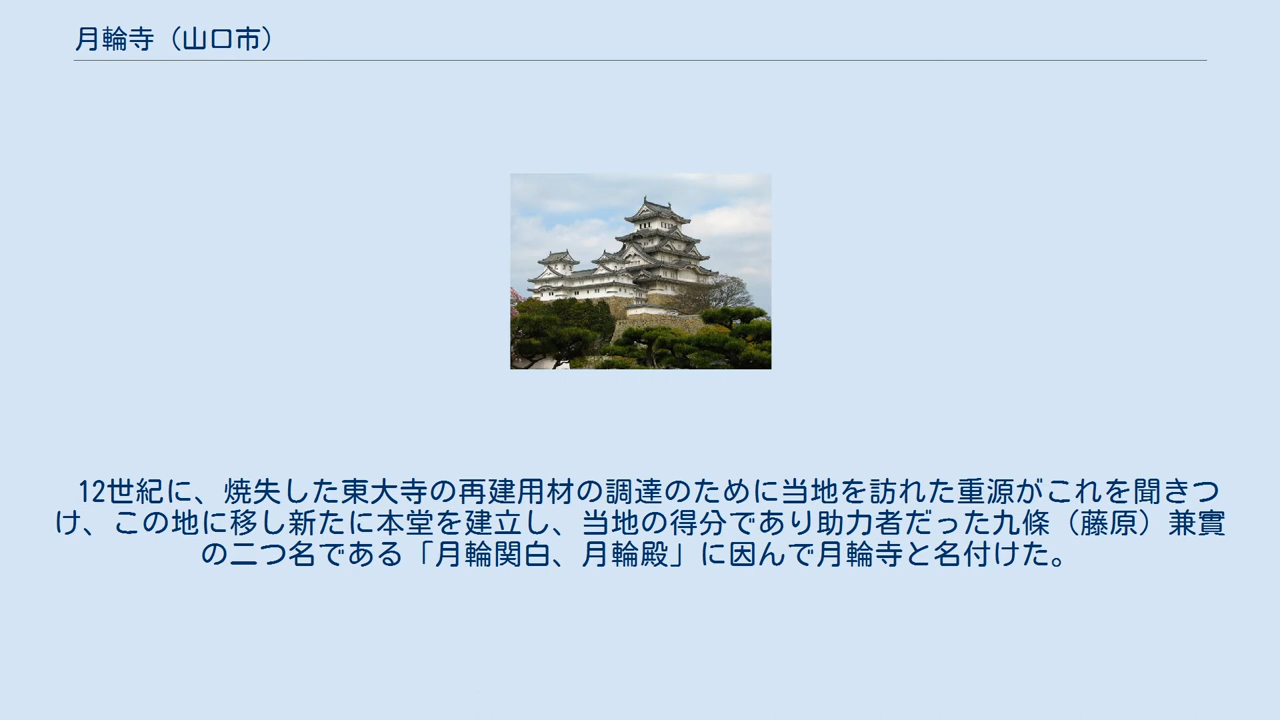 月輪寺（山口市）
12世紀に、焼失した東大寺の再建用材の調達のために当地を訪れた重源がこれを聞きつ
け、この地に移し新たに本堂を建立し、当地の得分であり助力者だった九條（藤原）兼實
の二つ名である「月輪関白、月輪殿」に因んで月輪寺と名付けた。